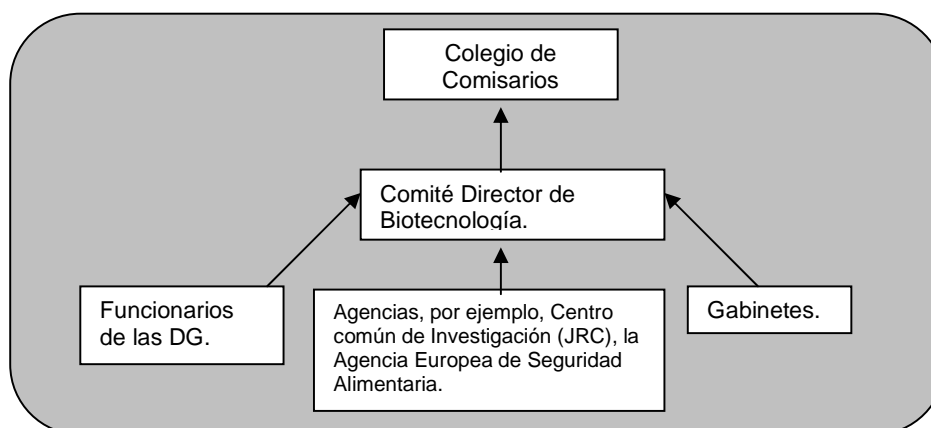 Colegio de
Comisarios
Comité Director de
Biotecnología.
Funcionarios
de las DG.
Agencias, por ejemplo, Centro
común de Investigación (JRC), la
Agencia Europea de Seguridad
Alimentaria.
Gabinetes.